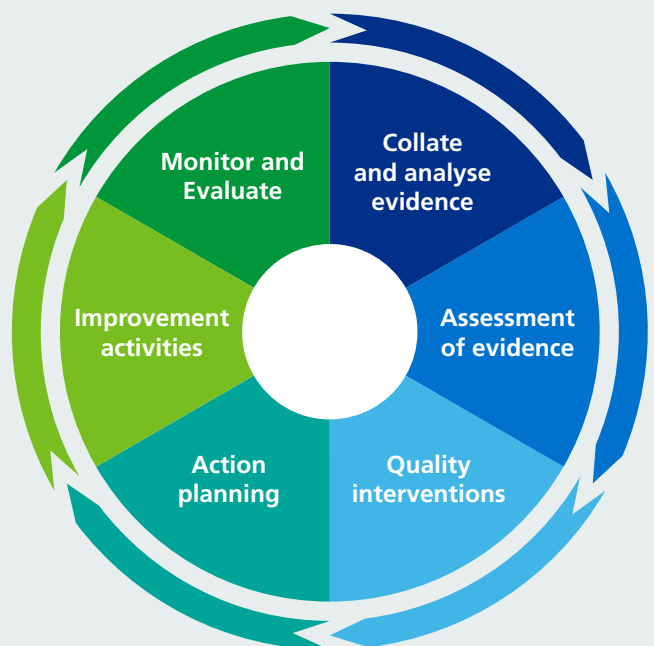 Collate
and analyse
evidence
Assessment
of evidence
Quality
interventions
Action
planning
Improvement
activities
Monitor and
Evaluate